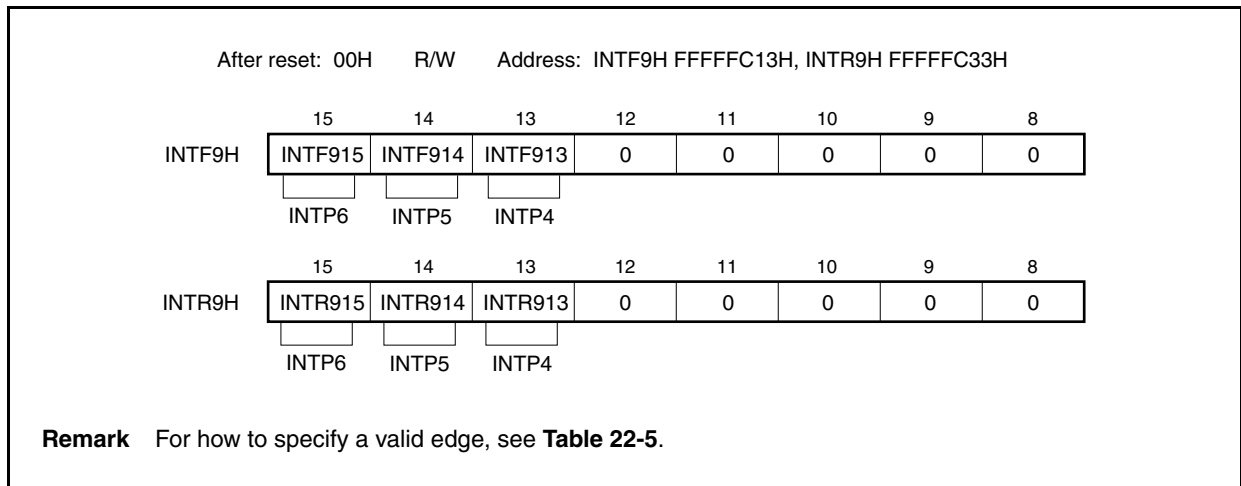 After reset: 00H R/W Address: INTF9H FFFFFC13H, INTR9H FFFFFC33H
15 14 13 12 11 10 9 8
INTF9H INTF915 INTF914 INTF913 0 0 0 0 0
INTP6 INTP5 INTP4
15 14 13 12 11 10 9 8
INTR9H INTR915 INTR914 INTR913 0 0 0 0 0
INTP6 INTP5 INTP4
Remark For how to specify a valid edge, see Table 22-5.